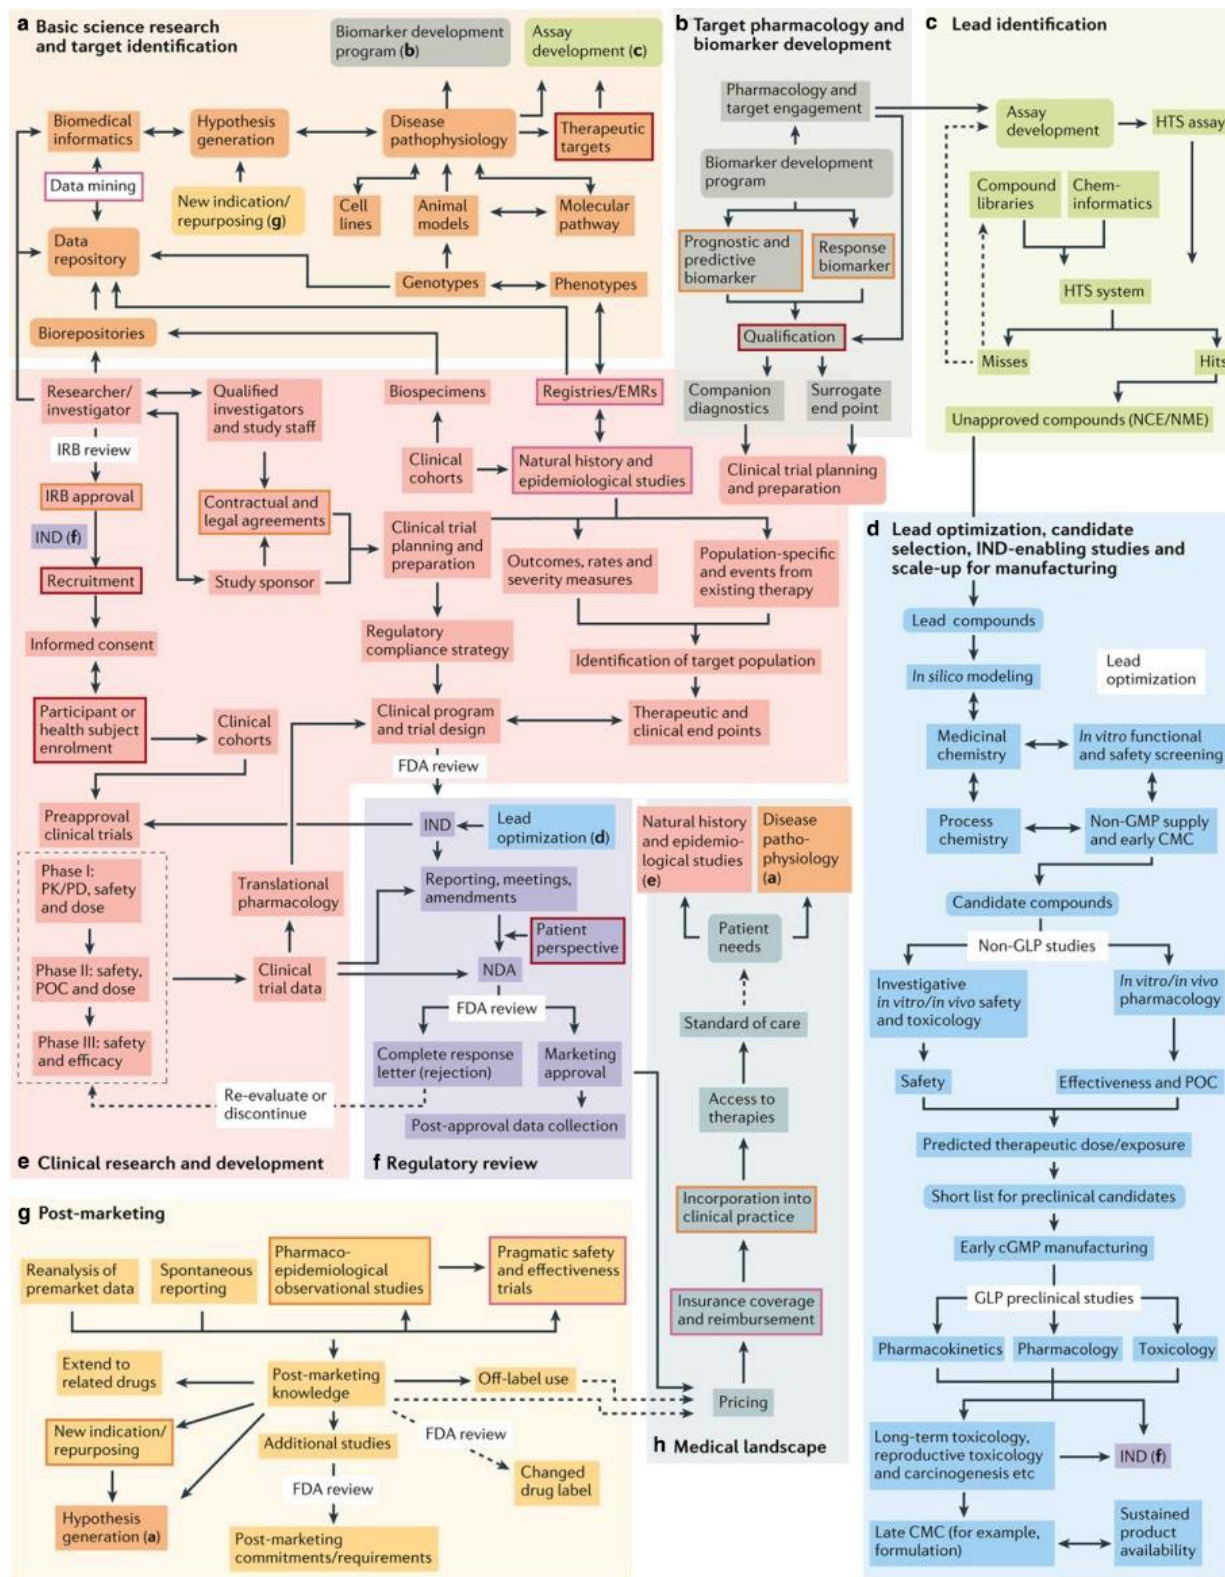 a Basic science research
and target identification
Biomarker development
program (b)
Assay
development (c)
Biomedical
informatics
Hypothesis
generation
Disease
pathophysiology
Therapeutic
targets
Data mining
New indication/
repurposing (g)
Cell
lines
Animal
models
Molecular
pathway
Data
repository
Genotypes
Phenotypes
Biorepositories
b Target pharmacology and
biomarker development
Pharmacology and
target engagement
Biomarker development
program
Prognostic and
predictive
biomarker
Response
biomarker
Qualification
Companion
diagnostics
Surrogate
end point
Clinical trial planning
and preparation
c Lead identification
Assay
development
HTS assay
Compound
libraries
Chem-
informatics
HTS system
Misses
Hits
Unapproved compounds (NCE/NME)
d Lead optimization, candidate
selection, IND-enabling studies and
scale-up for manufacturing
Lead compounds
In silico modeling
Lead
optimization
Medicinal
chemistry
In vitro functional
and safety screening
Process
chemistry
Non-GMP supply
and early CMC
Candidate compounds
Non-GLP studies
Investigative
in vitro/in vivo safety
and toxicology
In vitro/in vivo
pharmacology
Safety
Effectiveness and POC
Predicted therapeutic dose/exposure
Short list for preclinical candidates
Early cGMP manufacturing
GLP preclinical studies
Pharmacokinetics
Pharmacology
Toxicology
Long-term toxicology,
reproductive toxicology
and carcinogenesis etc
IND (f)
Late CMC (for example,
formulation)
Sustained
product
availability
Researcher/
investigator
Qualified
investigators
and study staff
Biospecimens
Registries/EMRs
IRB review
Clinical
cohorts
Natural history and
epidemiological studies
IRB approval
Contractual and
legal agreements
IND (f)
Clinical trial
planning and
preparation
Outcomes, rates and
severity measures
Population-specific
and events from
existing therapy
Recruitment
Study sponsor
Informed consent
Regulatory
compliance strategy
Identification of target population
Participant or
health subject
enrolment
Clinical
cohorts
Clinical program
and trial design
Therapeutic and
clinical end points
FDA review
Preapproval
clinical trials
Phase I:
PK/PD, safety
and dose
Translational
pharmacology
Phase II: safety,
POC and dose
Clinical
trial data
Phase III: safety
and efficacy
Re-evaluate or
discontinue
e Clinical research and development
IND
Lead
optimization (d)
Reporting, meetings,
amendments
Patient
perspective
NDA
FDA review
Complete response
letter (rejection)
Marketing
approval
Post-approval data collection
f Regulatory review
Natural history
and epidemio-
logical studies
(e)
Disease
patho-
physiology
(a)
Patient
needs
Standard of care
Access to
therapies
Incorporation into
clinical practice
Insurance coverage
and reimbursement
Pricing
h Medical landscape
g Post-marketing
Reanalysis of
premarket data
Spontaneous
reporting
Pharmaco-
epidemiological
observational studies
Pragmatic safety
and effectiveness
trials
Extend to
related drugs
Post-marketing
knowledge
Off-label use
New indication/
repurposing
Additional studies
FDA review
Changed
drug label
FDA review
Hypothesis
generation (a)
Post-marketing
commitments/requirements